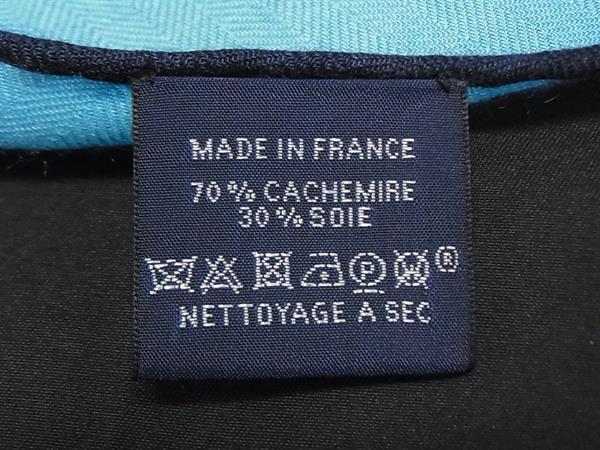 MADE IN FRANCE
70% CACHEMIRE
30% SOIE
P ®
NETTOYAGE A SEC